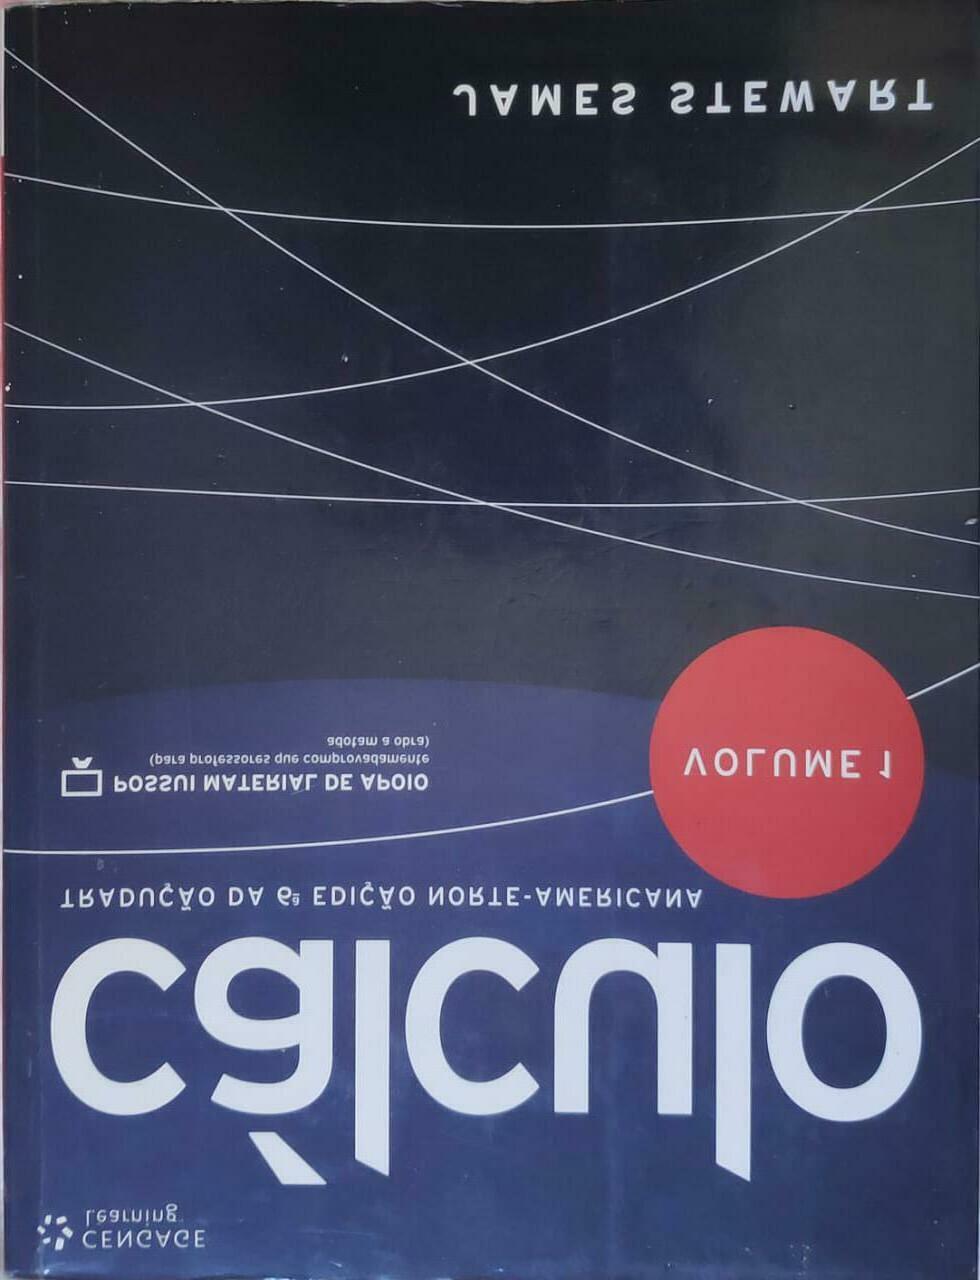 CENGAGE
Learning™
cálculo
TRADUÇÃO DA 6ª EDIÇÃO NORTE-AMERICANA
VOLUME 1
POSSUI MATERIAL DE APOIO
(para professores que comprovadamente
adotam a obra)
JAMES STEWART